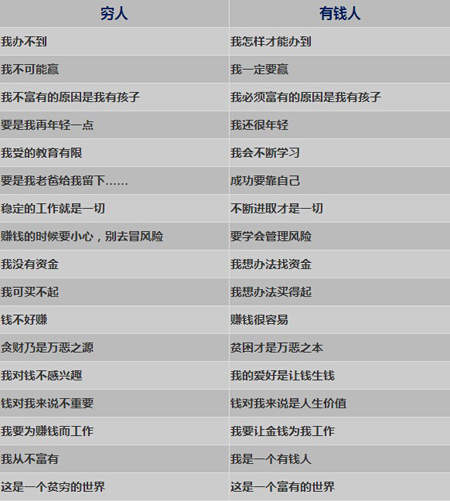 穷人 有钱人
我办不到 我怎样才能办到
我不可能赢 我一定要赢
我不富有的原因是我有孩子 我必须富有的原因是我有孩子
要是我再年轻一点 我还很年轻
我受的教育有限 我会不断学习
要是我老爸给我留下…… 成功要靠自己
稳定的工作就是一切 不断进取才是一切
赚钱的时候要小心，别去冒风险 要学会管理风险
我没有资金 我想办法找资金
我可买不起 我想办法买得起
钱不好赚 赚钱很容易
贪财乃是万恶之源 贫困才是万恶之本
我对钱不感兴趣 我的爱好是让钱生钱
钱对我来说不重要 钱对我来说是人生价值
我要为赚钱而工作 我要让金钱为我工作
我从不富有 我是一个有钱人
这是一个贫穷的世界 这是一个富有的世界